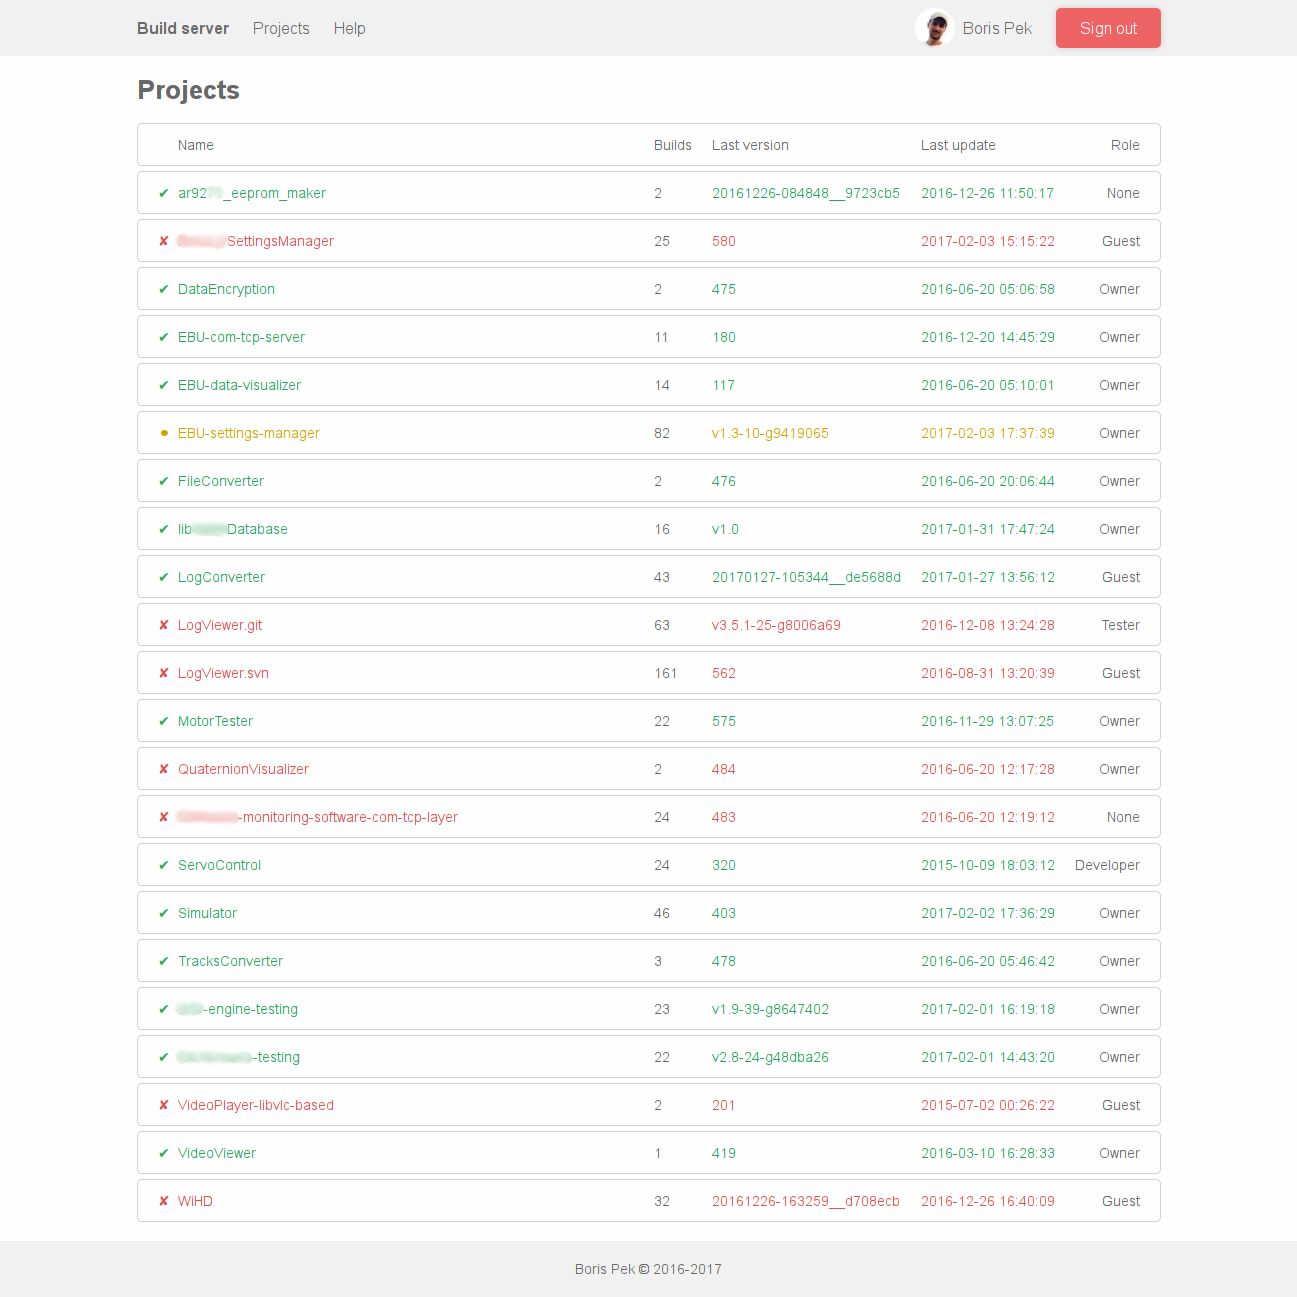 Build server Projects Help Boris Pek Sign out
Projects
Name Builds Last version Last update Role
✔ ar92 _eeprom_maker 2 20161226-084848__9723cb5 2016-12-26 11:50:17 None
✘ SettingsManager 25 580 2017-02-03 15:15:22 Guest
✔ DataEncryption 2 475 2016-06-20 05:06:58 Owner
✔ EBU-com-tcp-server 11 180 2016-12-20 14:45:29 Owner
✔ EBU-data-visualizer 14 117 2016-06-20 05:10:01 Owner
● EBU-settings-manager 82 v1.3-10-g9419065 2017-02-03 17:37:39 Owner
✔ FileConverter 2 476 2016-06-20 20:06:44 Owner
✔ lib Database 16 v1.0 2017-01-31 17:47:24 Owner
✔ LogConverter 43 20170127-105344__de5688d 2017-01-27 13:56:12 Guest
✘ LogViewer.git 63 v3.5.1-25-g8006a69 2016-12-08 13:24:28 Tester
✘ LogViewer.svn 161 562 2016-08-31 13:20:39 Guest
✔ MotorTester 22 575 2016-11-29 13:07:25 Owner
✘ QuaternionVisualizer 2 484 2016-06-20 12:17:28 Owner
✘ -monitoring-software-com-tcp-layer 24 483 2016-06-20 12:19:12 None
✔ ServoControl 24 320 2015-10-09 18:03:12 Developer
✔ Simulator 46 403 2017-02-02 17:36:29 Owner
✔ TracksConverter 3 478 2016-06-20 05:46:42 Owner
✔ -engine-testing 23 v1.9-39-g8647402 2017-02-01 16:19:18 Owner
✔ -testing 22 v2.8-24-g48dba26 2017-02-01 14:43:20 Owner
✘ VideoPlayer-libvlc-based 2 201 2015-07-02 00:26:22 Guest
✔ VideoViewer 1 419 2016-03-10 16:28:33 Owner
✘ WiHD 32 20161226-163259__d708ecb 2016-12-26 16:40:09 Guest
Boris Pek © 2016-2017